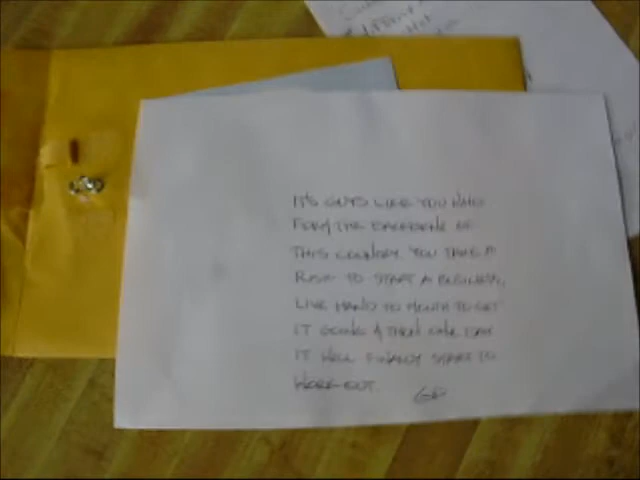 IT'S GUYS LIKE YOU WHO
FORM THE BACKBONE OF
THIS COUNTRY. YOU TAKE A
RISK TO START A BUSINESS,
LIVE HAND TO MOUTH TO GET
IT GOING & THEN ONE DAY
IT WILL FINALLY START TO
WORK OUT.
GD